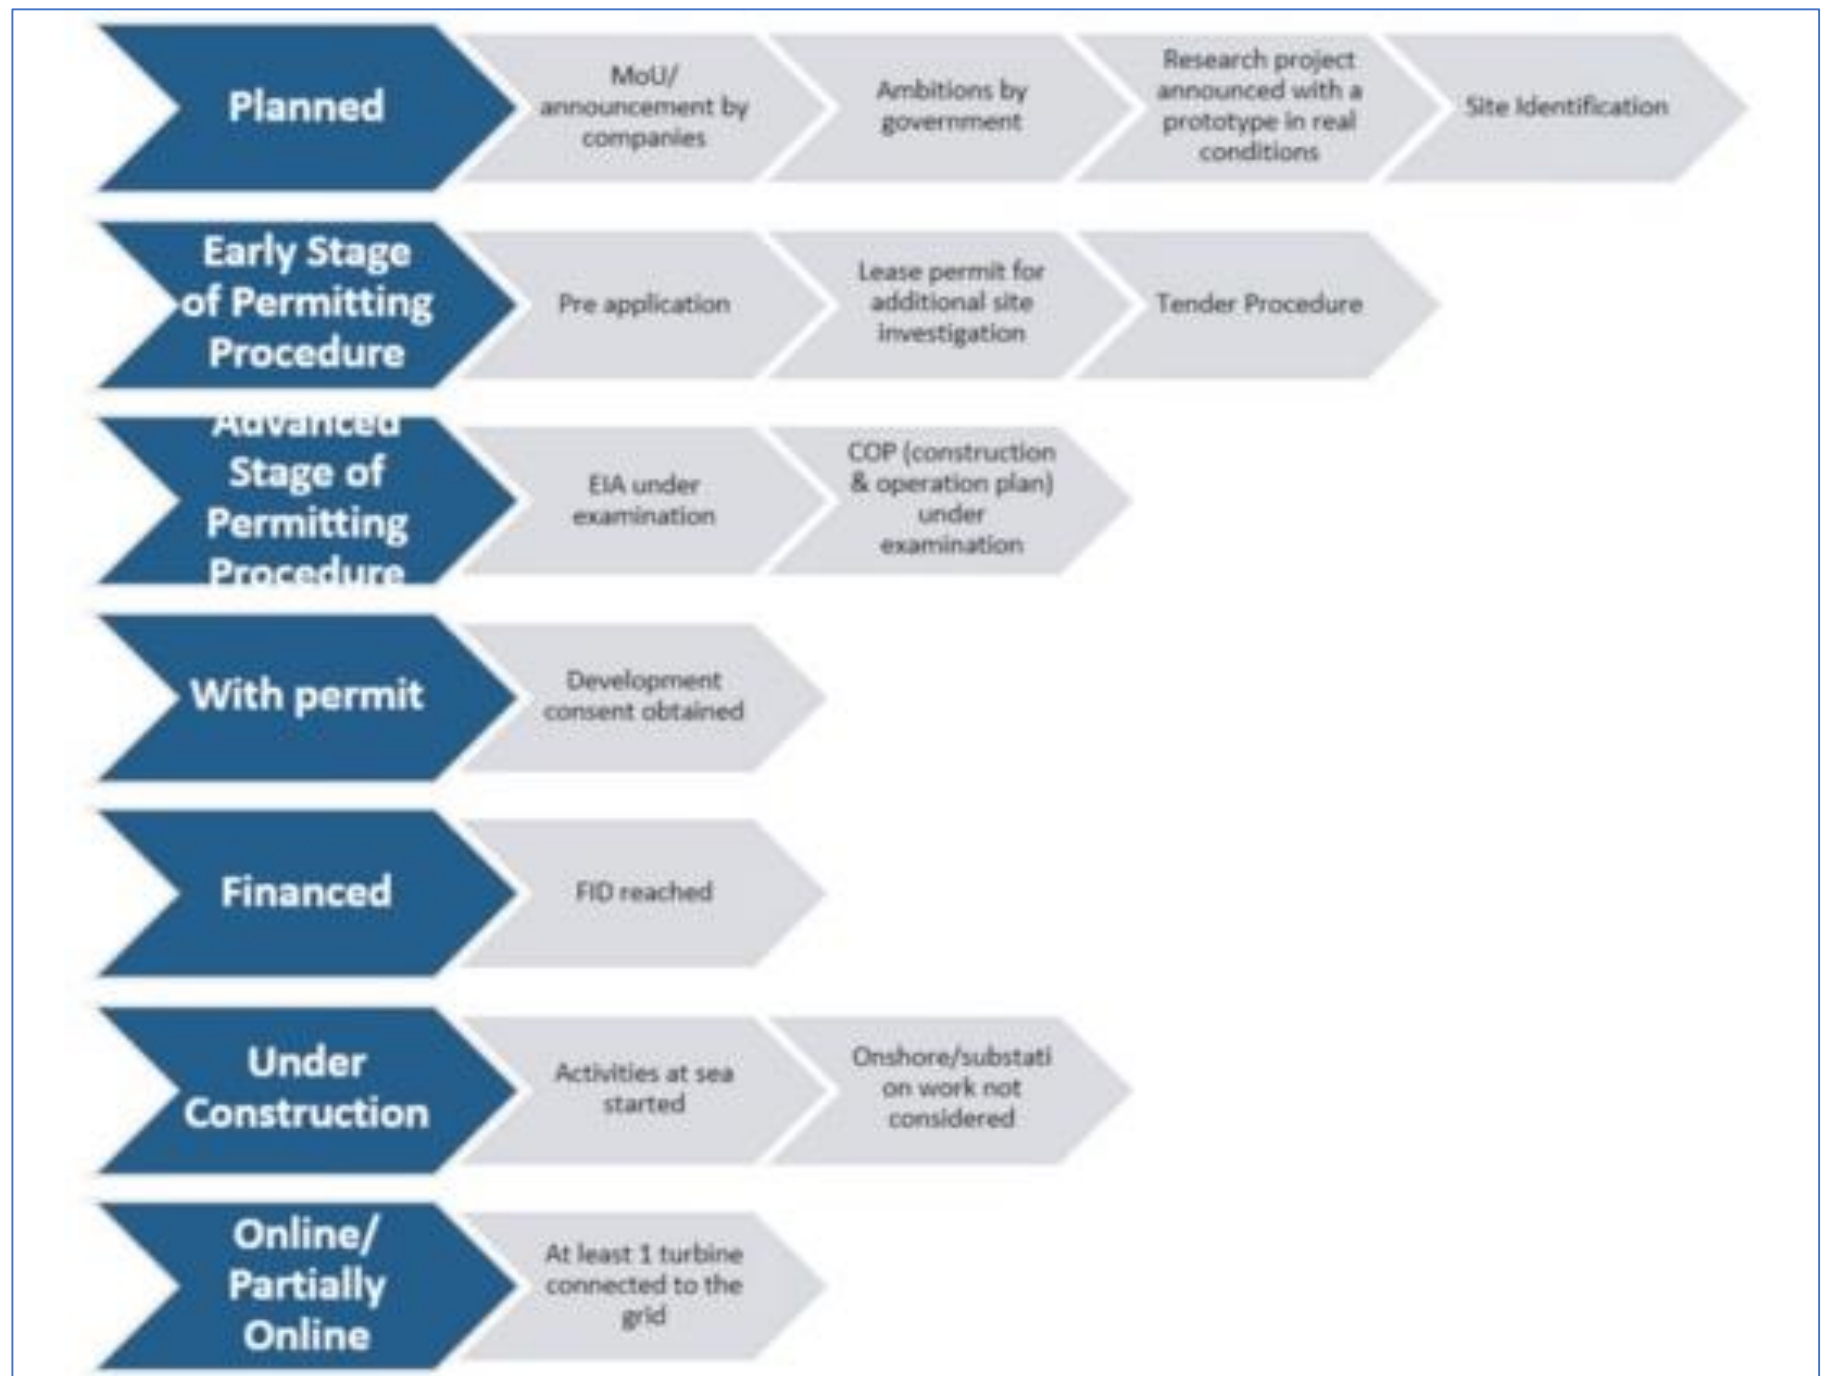 Planned
MoU/
announcement by
companies
Ambitions by
government
Research project
announced with a
prototype in real
conditions
Site Identification
Early Stage
of Permitting
Procedure
Pre application
Lease permit for
additional site
investigation
Tender Procedure
Advanced
Stage of
Permitting
Procedure
EIA under
examination
COP (construction
& operation plan)
under
examination
With permit
Development
consent obtained
Financed
FID reached
Under
Construction
Activities at sea
started
Onshore/substati
on work not
considered
Online/
Partially
Online
At least 1 turbine
connected to the
grid